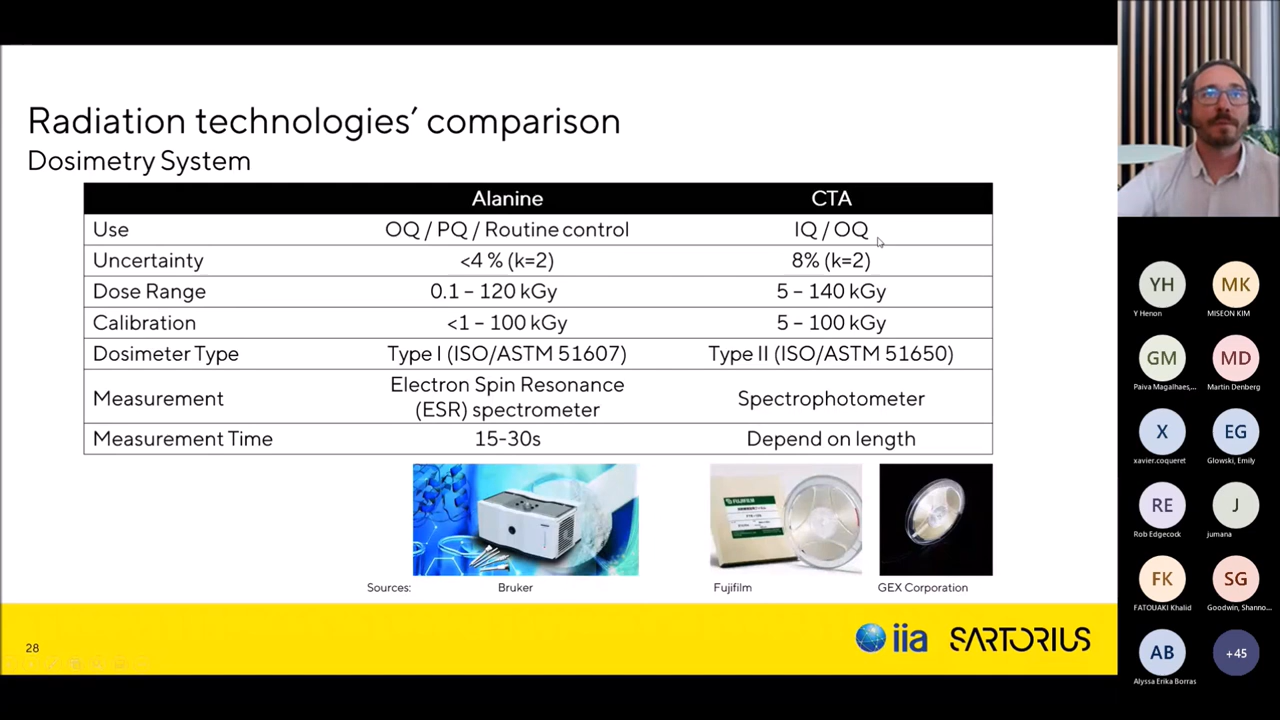 Radiation technologies' comparison
Dosimetry System
Alanine CTA
Use OQ / PQ / Routine control IQ / OQ
Uncertainty <4 % (k=2) 8% (k=2)
Dose Range 0.1 – 120 kGy 5 – 140 kGy
Calibration <1 – 100 kGy 5 – 100 kGy
Dosimeter Type Type I (ISO/ASTM 51607) Type II (ISO/ASTM 51650)
Measurement Electron Spin Resonance (ESR) spectrometer Spectrophotometer
Measurement Time 15-30s Depend on length
FUJIFILM
Sources: Bruker Fujifilm GEX Corporation
28
iia SARTORIUS
YH MK
Y Henon MISEON KIM
GM MD
Paiva Magalhaes,... Martin Denberg
X EG
xavier.coqueret Glowski, Emily
RE J
Rob Edgecock jumana
FK SG
FATOUAKI Khalid Goodwin, Shanno...
AB +45
Alyssa Erika Borras